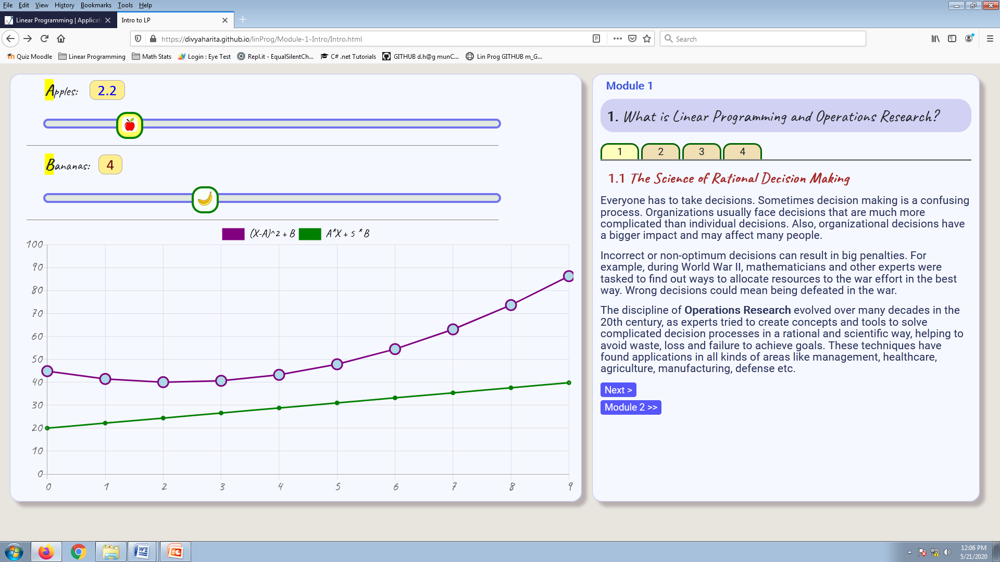 File Edit View History Bookmarks Tools Help
Linear Programming | Applicat
Intro to LP
https://divyaharita.github.io/linProg/Module-1-Intro/Intro.html
Search
Quiz Moodle
Linear Programming
Math Stats
Login : Eye Test
Repl.it - EqualSilentCh...
C# .net Tutorials
GITHUB d.h@g munC...
Lin Prog GITHUB m_G...
Apples: 2.2
Bananas: 4
(X-A)^2 + B A*X + 5 * B
100
90
80
70
60
50
40
30
20
10
0
0 1 2 3 4 5 6 7 8 9
Module 1
1. What is Linear Programming and Operations Research?
1 2 3 4
1.1 The Science of Rational Decision Making
Everyone has to take decisions. Sometimes decision making is a confusing
process. Organizations usually face decisions that are much more
complicated than individual decisions. Also, organizational decisions have
a bigger impact and may affect many people.
Incorrect or non-optimum decisions can result in big penalties. For
example, during World War II, mathematicians and other experts were
tasked to find out ways to allocate resources to the war effort in the best
way. Wrong decisions could mean being defeated in the war.
The discipline of Operations Research evolved over many decades in the
20th century, as experts tried to create concepts and tools to solve
complicated decision processes in a rational and scientific way, helping to
avoid waste, loss and failure to achieve goals. These techniques have
found applications in all kinds of areas like management, healthcare,
agriculture, manufacturing, defense etc.
Next >
Module 2 >>
12:06 PM
5/21/2020